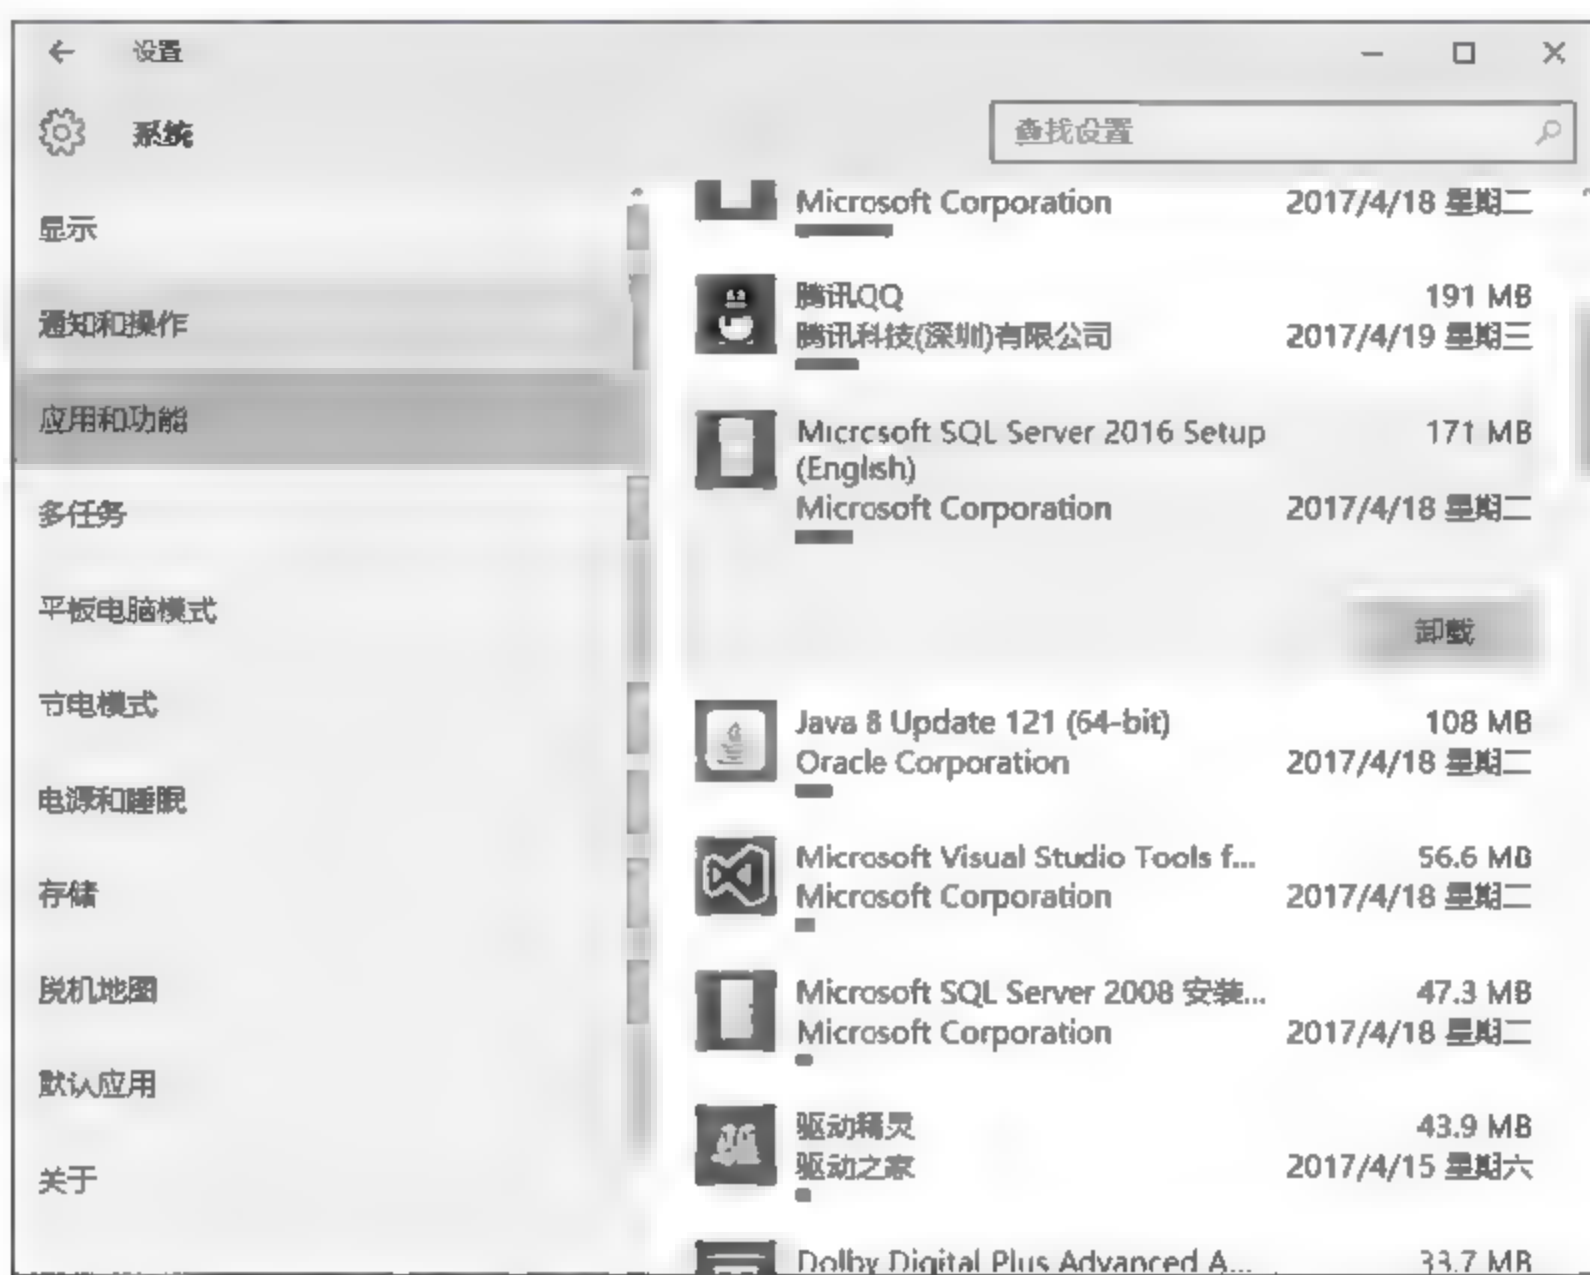 设置
系统
查找设置
显示
通知和操作
应用和功能
多任务
平板电脑模式
节电模式
电源和睡眠
存储
脱机地图
默认应用
关于
Microsoft Corporation 2017/4/18 星期二
腾讯QQ 191 MB
腾讯科技(深圳)有限公司 2017/4/19 星期三
Microsoft SQL Server 2016 Setup 171 MB
(English)
Microsoft Corporation 2017/4/18 星期二
卸载
Java 8 Update 121 (64-bit) 108 MB
Oracle Corporation 2017/4/18 星期二
Microsoft Visual Studio Tools f... 56.6 MB
Microsoft Corporation 2017/4/18 星期二
Microsoft SQL Server 2008 安装... 47.3 MB
Microsoft Corporation 2017/4/18 星期二
驱动精灵 43.9 MB
驱动之家 2017/4/15 星期六
Dolby Digital Plus Advanced A... 33.7 MB